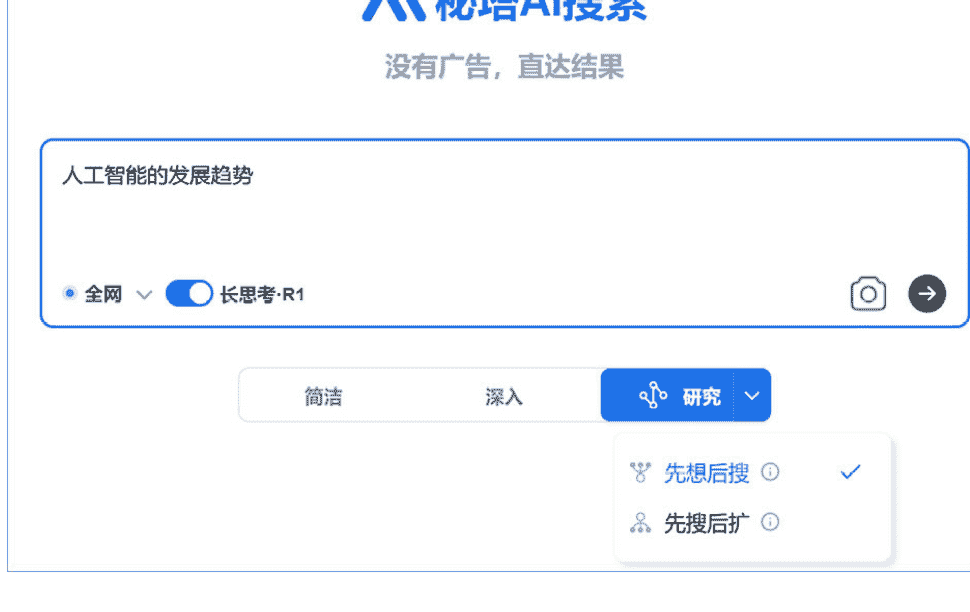 秘塔AI搜索
没有广告，直达结果
人工智能的发展趋势
全网 长思考·R1
简洁 深入 研究
先想后搜
先搜后扩